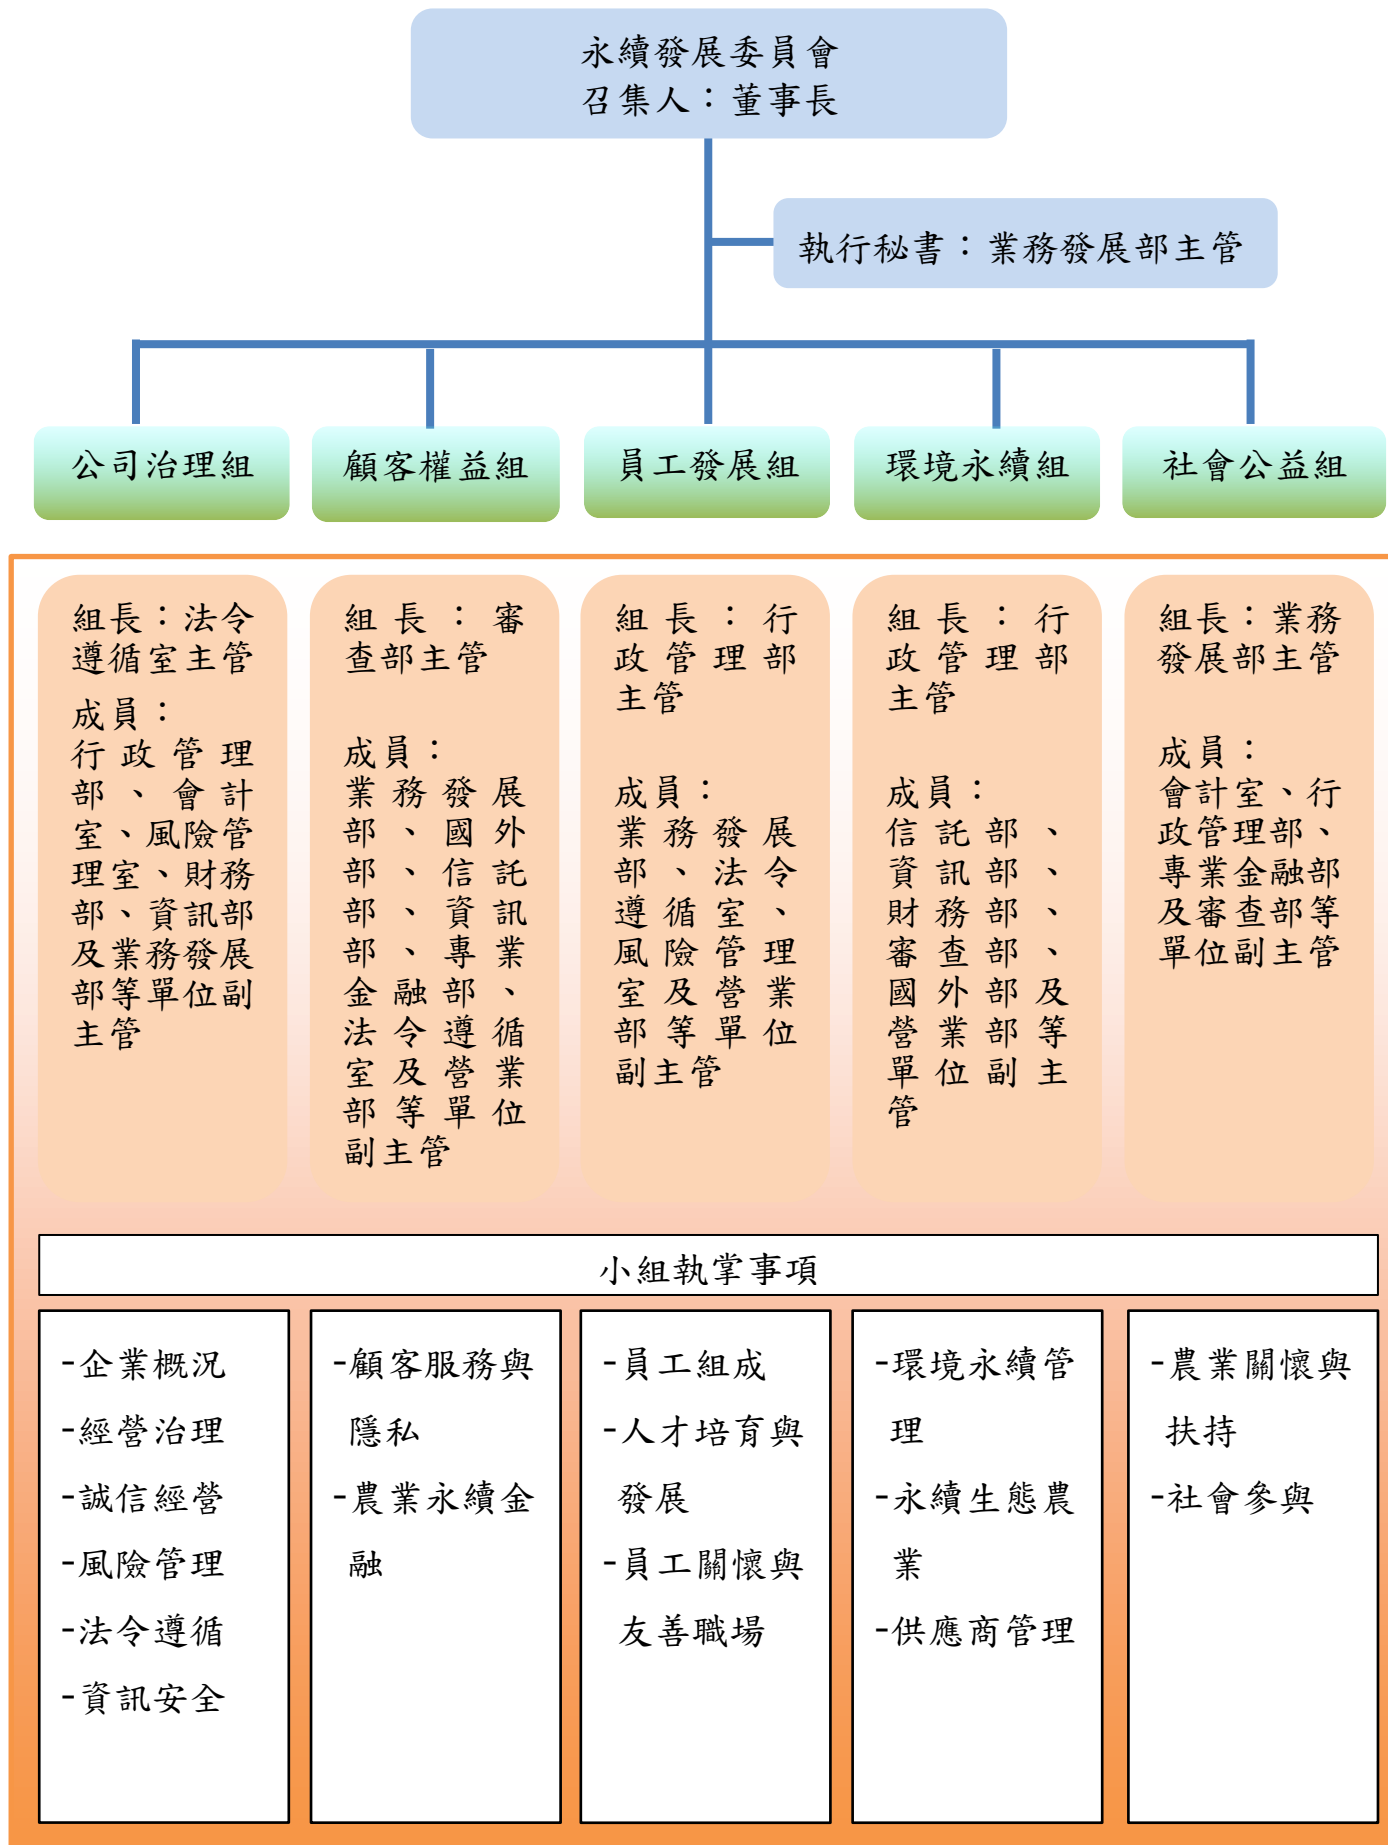 永續發展委員會
召集人：董事長
執行秘書：業務發展部主管
公司治理組
顧客權益組
員工發展組
環境永續組
社會公益組
組長：法令
遵循室主管
成員：
行政管理
部、會計
室、風險管
理室、財務
部、資訊部
及業務發展
部等單位副
主管
組長：審
查部主管
成員：
業務發展
部、國外
部、信託
部、資訊
部、專業
金融部、
法令遵循
室及營業
部等單位
副主管
組長：行
政管理部
主管
成員：
業務發展
部、法令
遵循室、
風險管理
室及營業
部等單位
副主管
組長：行
政管理部
主管
成員：
信託部、
資訊部、
財務部、
審查部、
國外部及
營業部等
單位副主
管
組長：業務
發展部主管
成員：
會計室、行
政管理部、
專業金融部
及審查部等
單位副主管
小組執掌事項
-企業概況
-經營治理
-誠信經營
-風險管理
-法令遵循
-資訊安全
-顧客服務與
隱私
-農業永續金
融
-員工組成
-人才培育與
發展
-員工關懷與
友善職場
-環境永續管
理
-永續生態農
業
-供應商管理
-農業關懷與
扶持
-社會參與